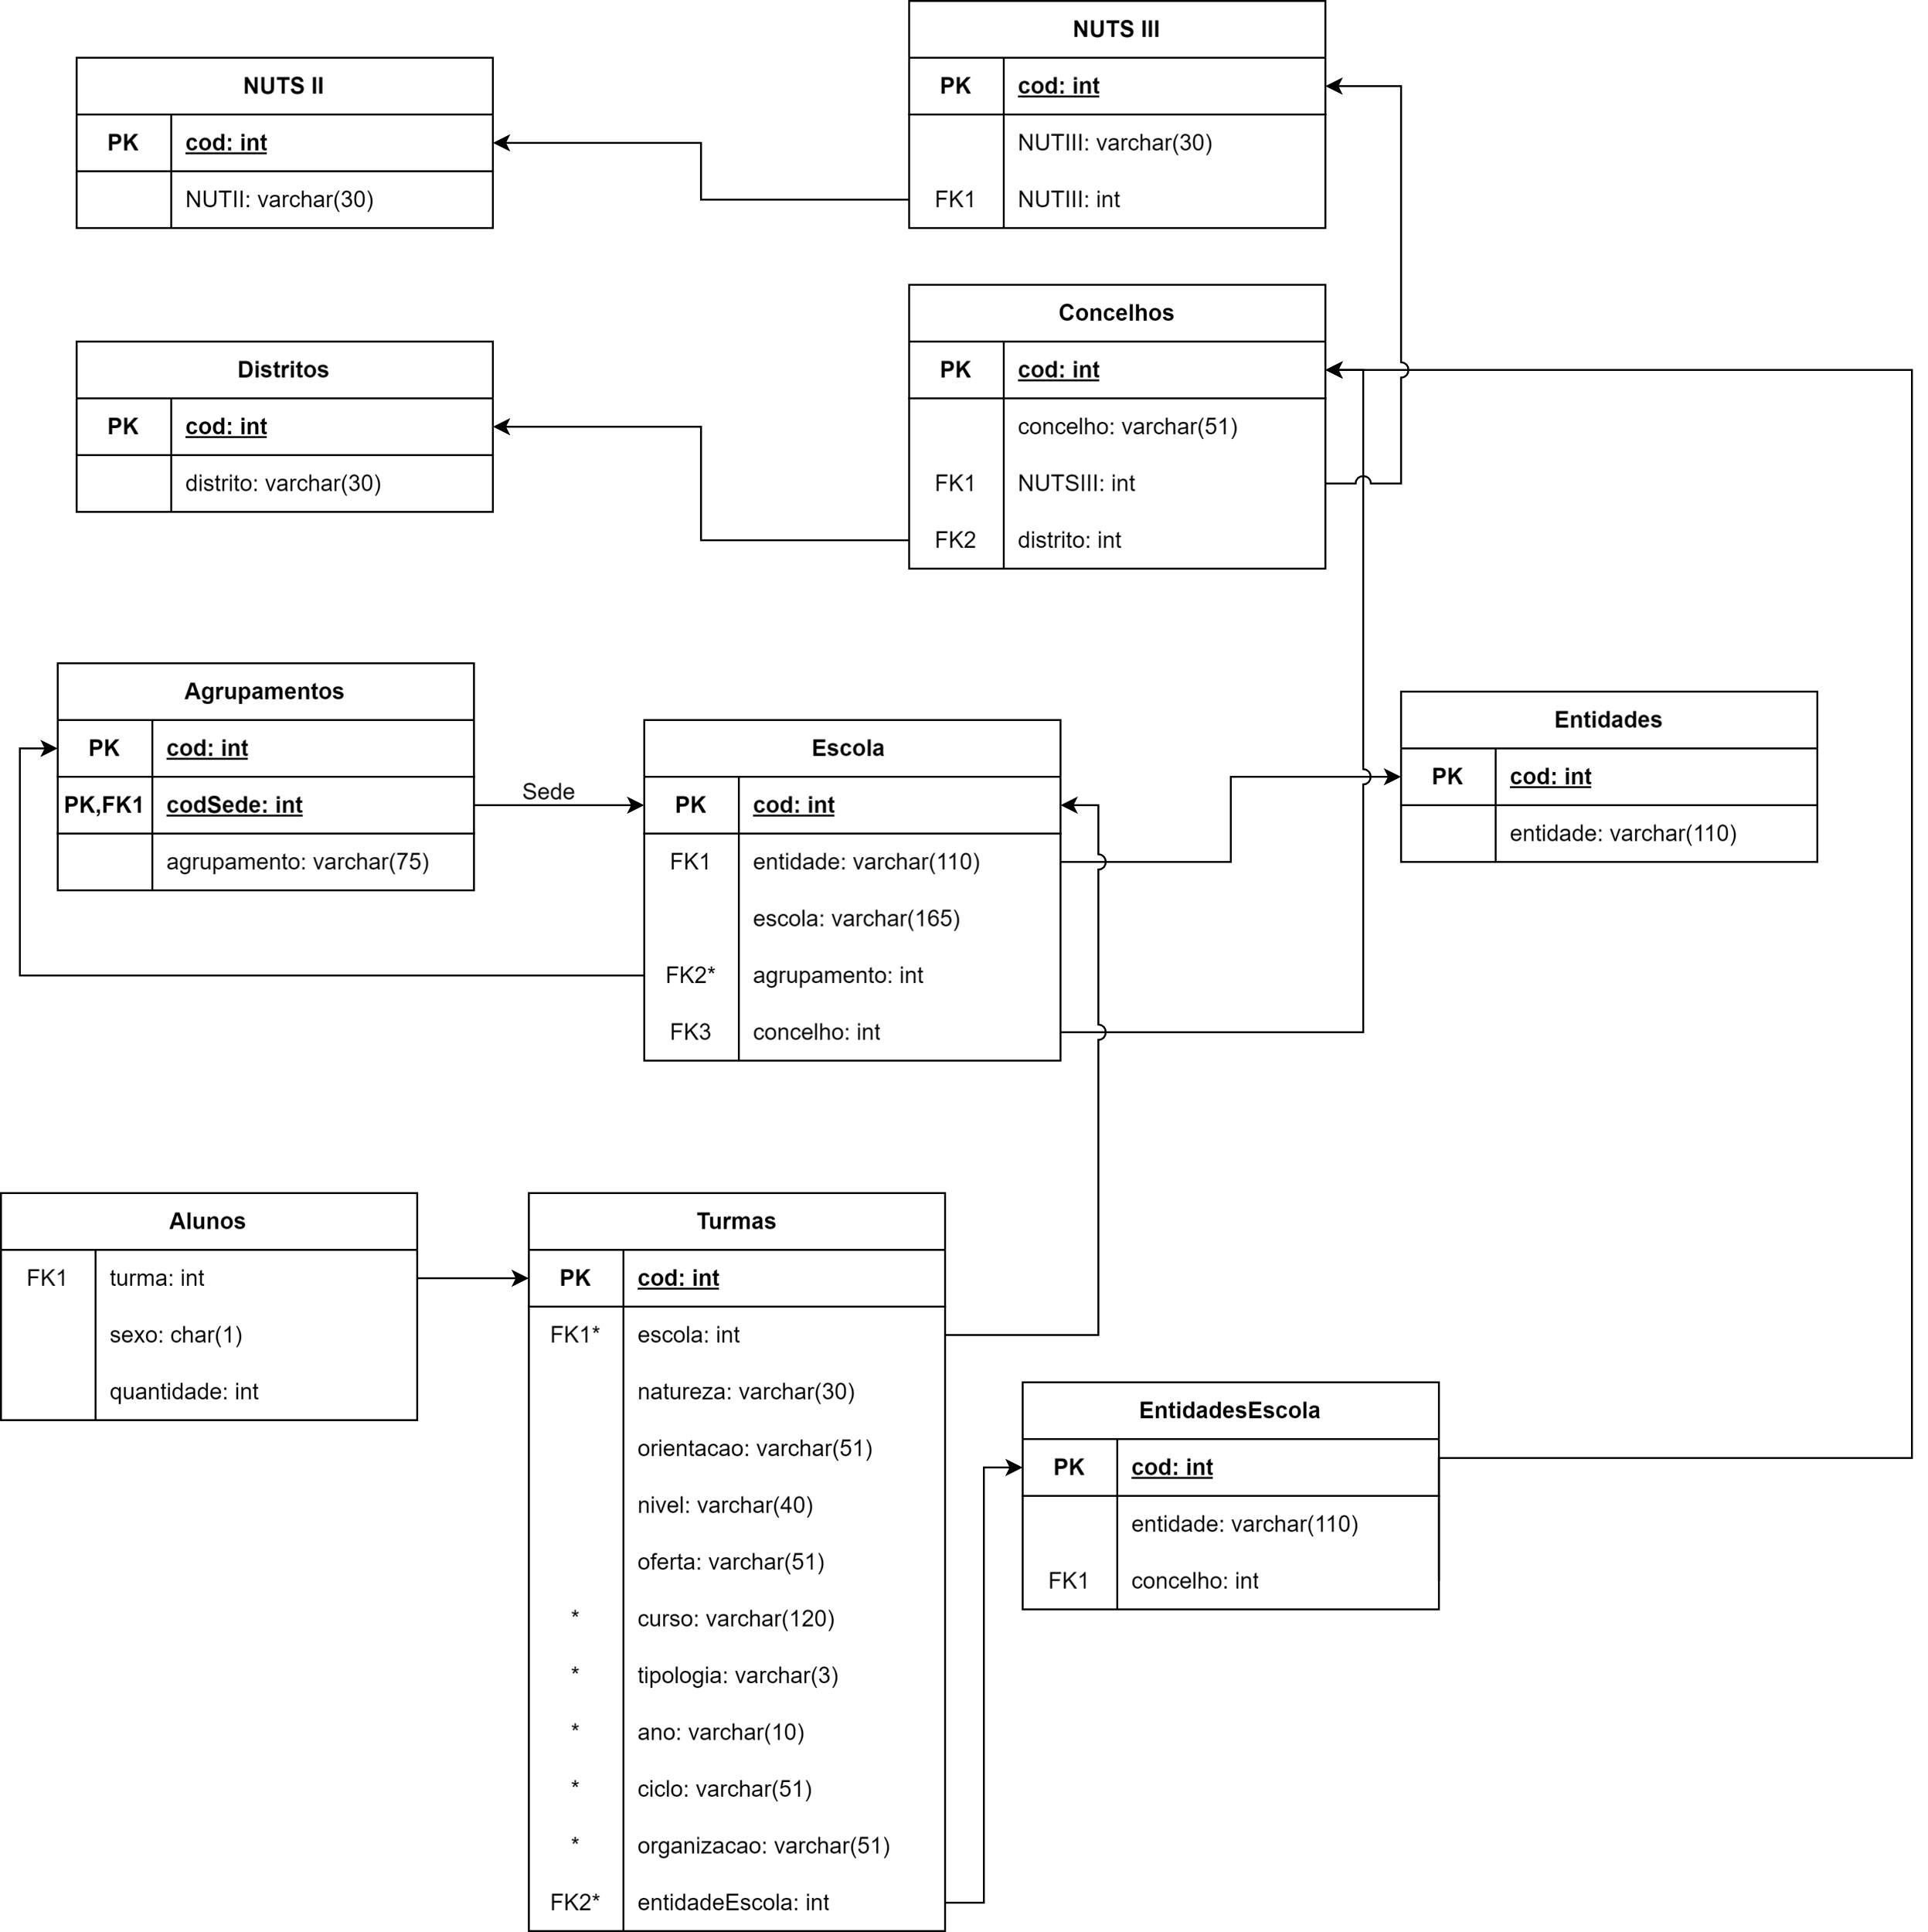 NUTS II
PK cod: int
NUTII: varchar(30)
NUTS III
PK cod: int
NUTIII: varchar(30)
FK1 NUTIII: int
Distritos
PK cod: int
distrito: varchar(30)
Concelhos
PK cod: int
concelho: varchar(51)
FK1 NUTSIII: int
FK2 distrito: int
Agrupamentos
PK cod: int
PK,FK1 codSede: int
agrupamento: varchar(75)
Sede
Escola
PK cod: int
FK1 entidade: varchar(110)
escola: varchar(165)
FK2* agrupamento: int
FK3 concelho: int
Entidades
PK cod: int
entidade: varchar(110)
Alunos
FK1 turma: int
sexo: char(1)
quantidade: int
Turmas
PK cod: int
FK1* escola: int
natureza: varchar(30)
orientacao: varchar(51)
nivel: varchar(40)
oferta: varchar(51)
* curso: varchar(120)
* tipologia: varchar(3)
* ano: varchar(10)
* ciclo: varchar(51)
* organizacao: varchar(51)
FK2* entidadeEscola: int
EntidadesEscola
PK cod: int
entidade: varchar(110)
FK1 concelho: int